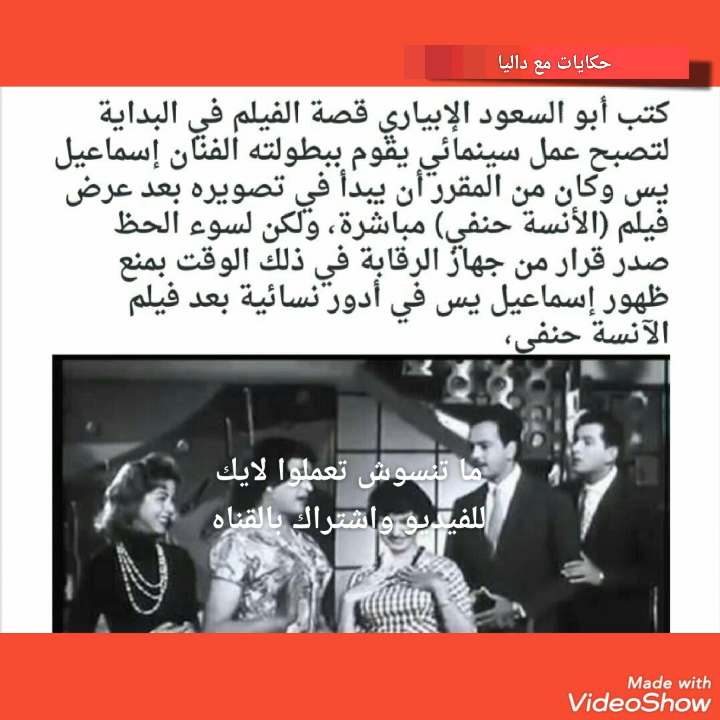 حكايات مع داليا
كتب أبو السعود الإبياري قصة الفيلم في البداية
لتصبح عمل سينمائي يقوم ببطولته الفنان إسماعيل
يس وكان من المقرر أن يبدأ في تصويره بعد عرض
فيلم (الأنسة حنفي) مباشرة، ولكن لسوء الحظ
صدر قرار من جهاز الرقابة في ذلك الوقت بمنع
ظهور إسماعيل يس في أدور نسائية بعد فيلم
الآنسة حنفي،
ما تنسوش تعملوا لايك
للفيديو واشتراك بالقناه
Made with
VideoShow